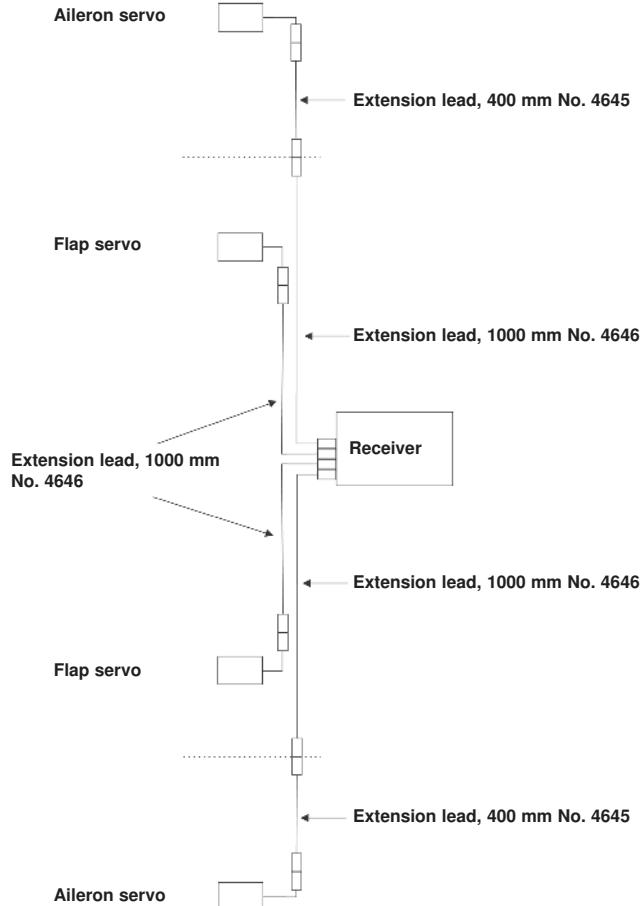 Aileron servo
Extension lead, 400 mm No. 4645
Flap servo
Extension lead, 1000 mm No. 4646
Receiver
Extension lead, 1000 mm
No. 4646
Extension lead, 1000 mm No. 4646
Flap servo
Extension lead, 400 mm No. 4645
Aileron servo